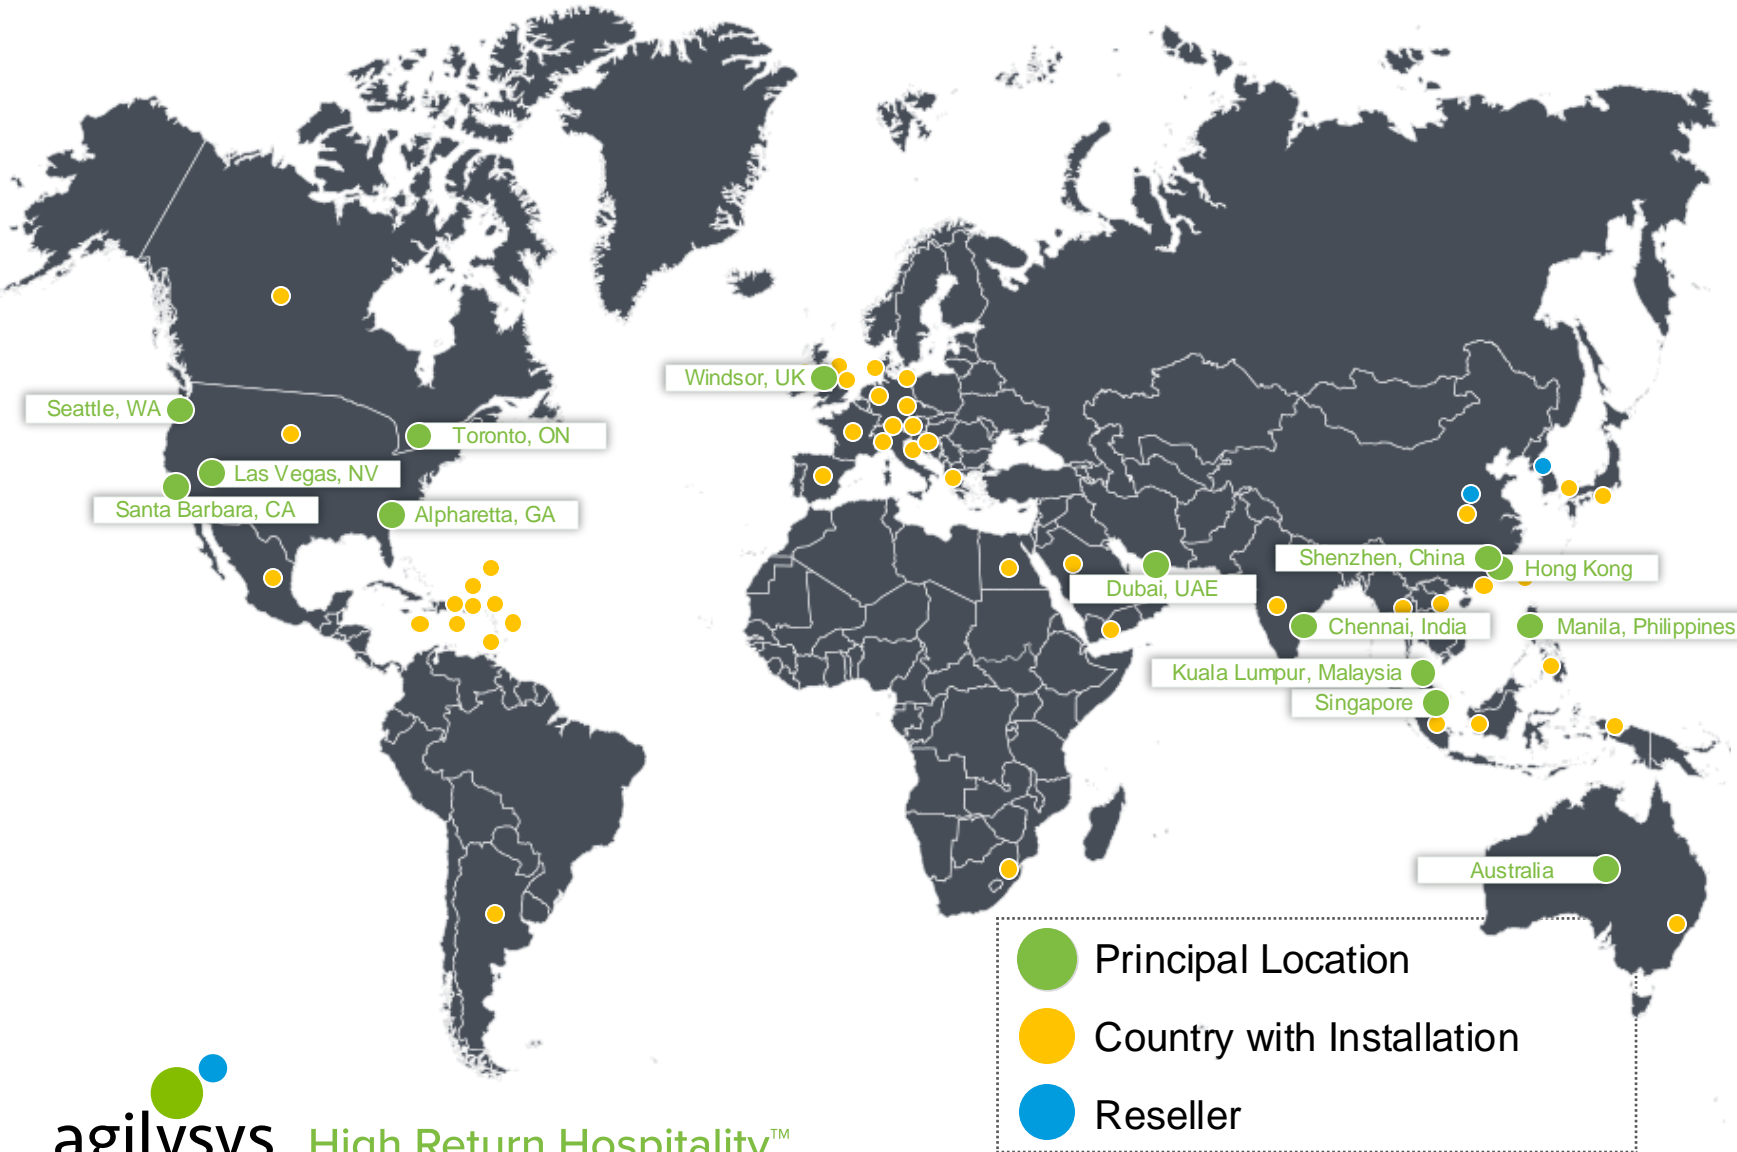 Windsor, UK
Seattle, WA
Toronto, ON
Las Vegas, NV
Santa Barbara, CA
Alpharetta, GA
Shenzhen, China
Hong Kong
Dubai, UAE
Chennai, India
Manila, Philippines
Kuala Lumpur, Malaysia
Singapore
Australia
Principal Location
Country with Installation
Reseller
agilysys High Return Hospitality™